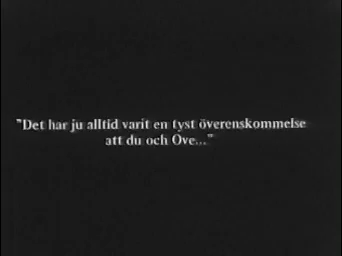 "Det har ju alltid varit en tyst överenskommelse
att du och Ove..."